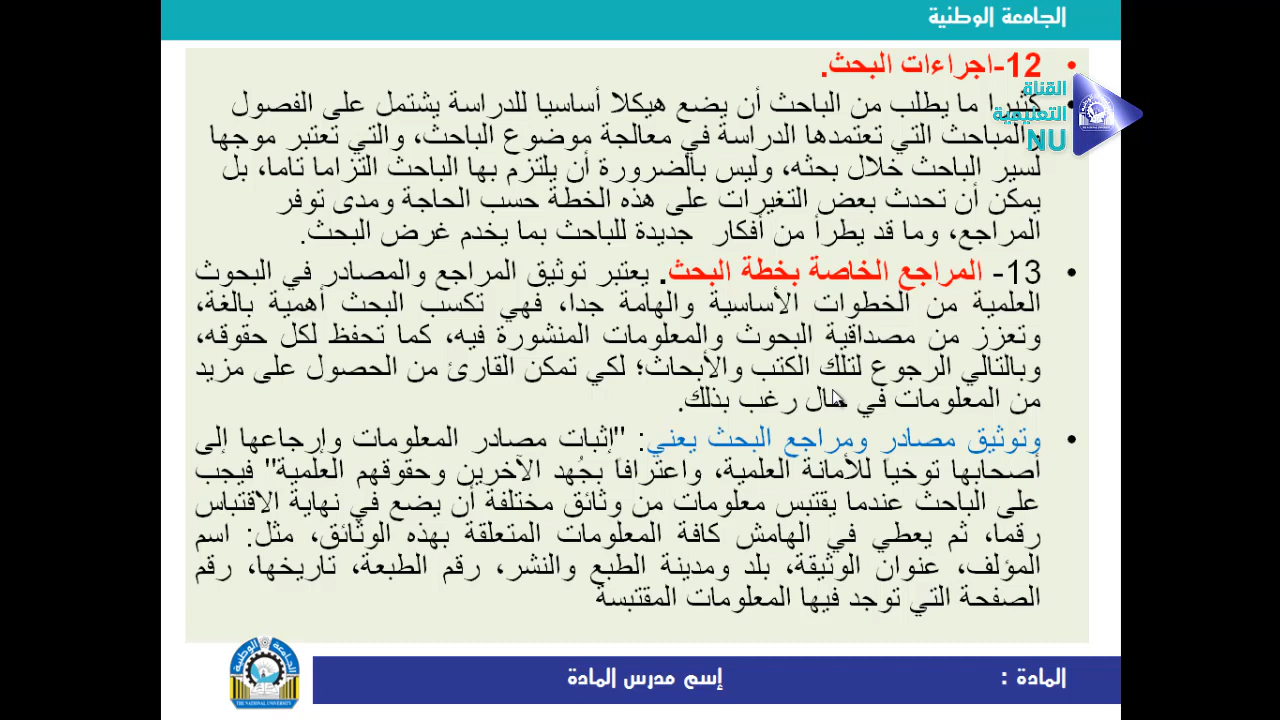 الجامعة الوطنية
12-اجراءات البحث.
كثيرا ما يطلب من الباحث أن يضع هيكلا أساسيا للدراسة يشتمل على الفصول
والمباحث التي تعتمدها الدراسة في معالجة موضوع الباحث، والتي تعتبر موجها
لسير الباحث خلال بحثه، وليس بالضرورة أن يلتزم بها الباحث التزاما تاما، بل
يمكن أن تحدث بعض التغيرات على هذه الخطة حسب الحاجة ومدى توفر
المراجع، وما قد يطرأ من أفكار جديدة للباحث بما يخدم غرض البحث.
القناة
التعليمية
NU
13- المراجع الخاصة بخطة البحث. يعتبر توثيق المراجع والمصادر في البحوث
العلمية من الخطوات الأساسية والهامة جدا، فهي تكسب البحث أهمية بالغة،
وتعزز من مصداقية البحوث والمعلومات المنشورة فيه، كما تحفظ لكل حقوقه،
وبالتالي الرجوع لتلك الكتب والأبحاث؛ لكي تمكن القارئ من الحصول على مزيد
من المعلومات في حال رغب بذلك.
وتوثيق مصادر ومراجع البحث يعني: "إثبات مصادر المعلومات وإرجاعها إلى
أصحابها توخياً للأمانة العلمية، واعترافاً بجُهد الآخرين وحقوقهم العلمية" فيجب
على الباحث عندما يقتبس معلومات من وثائق مختلفة أن يضع في نهاية الاقتباس
رقما، ثم يعطي في الهامش كافة المعلومات المتعلقة بهذه الوثائق، مثل: اسم
المؤلف، عنوان الوثيقة، بلد ومدينة الطبع والنشر، رقم الطبعة، تاريخها، رقم
الصفحة التي توجد فيها المعلومات المقتبسة
المادة :
إسم مدرس المادة
الجامعة الوطنية
THE NATIONAL UNIVERSITY